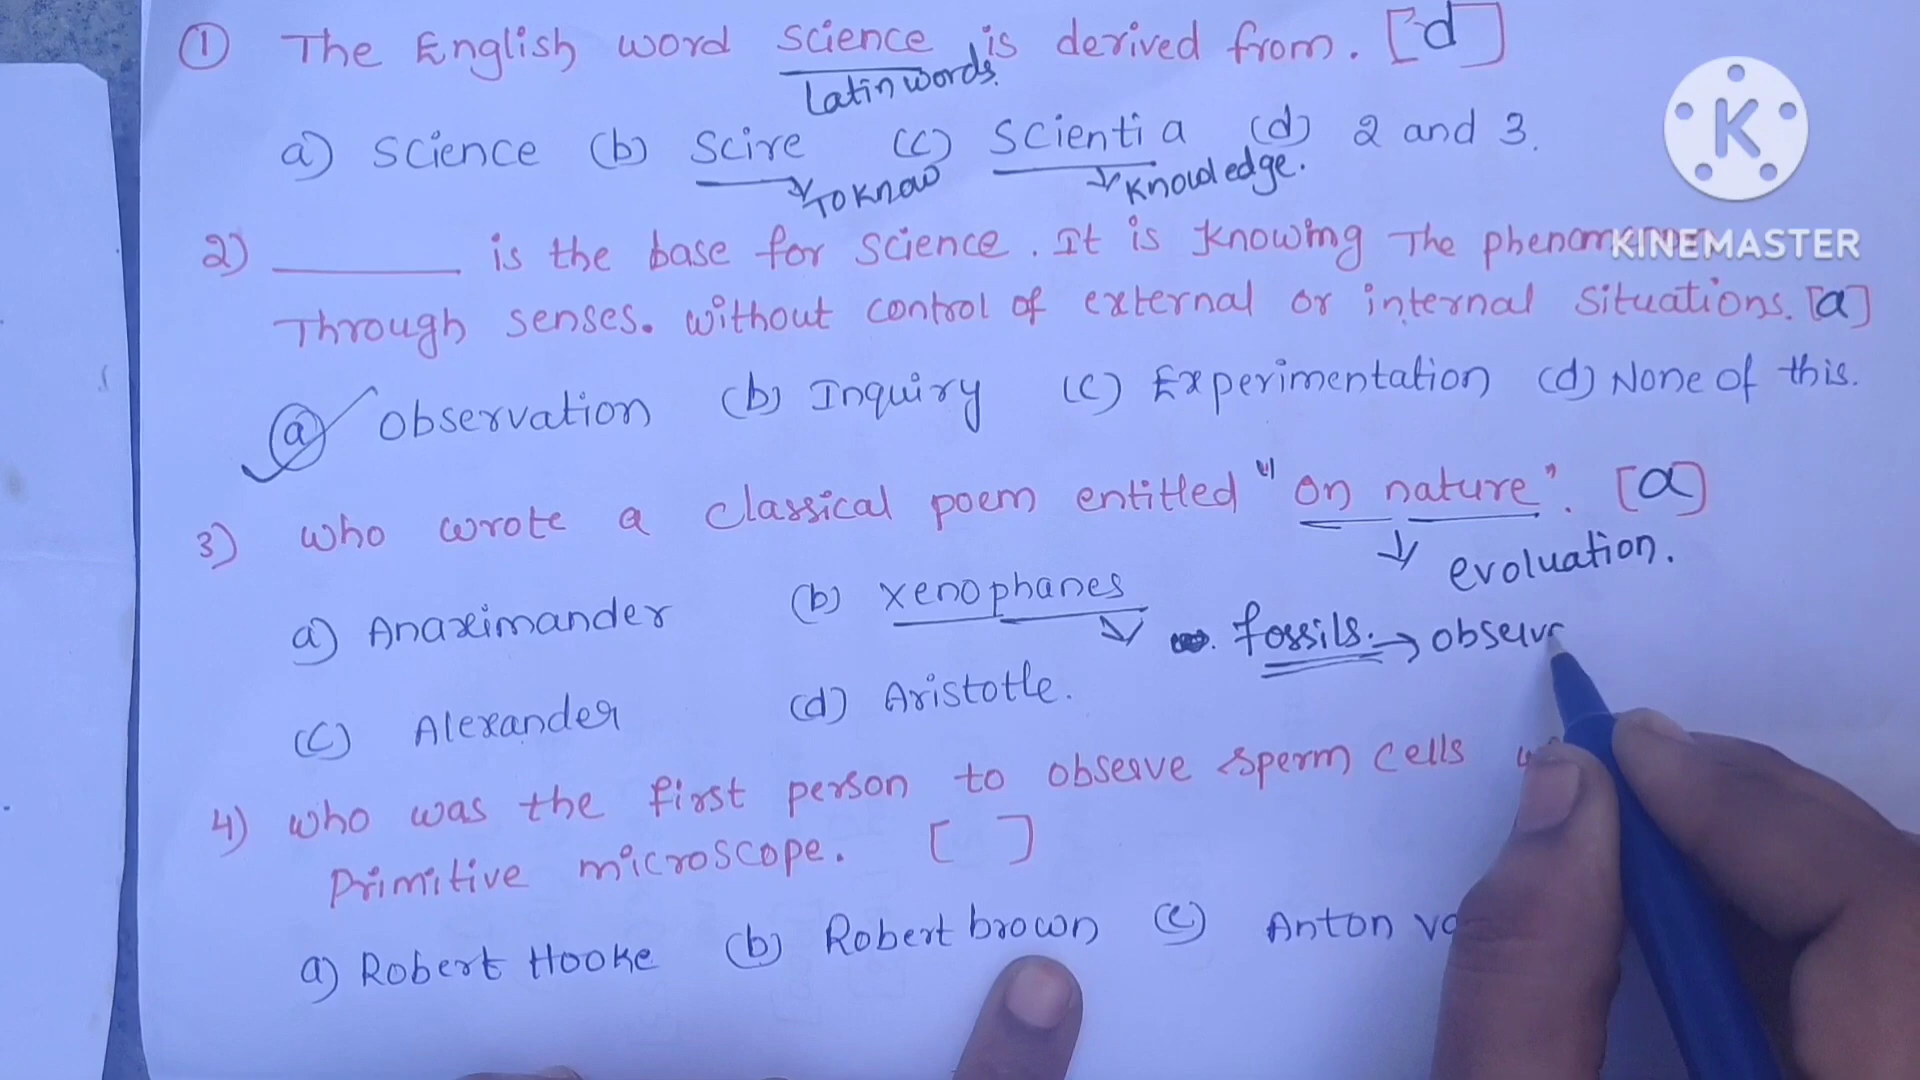 ① The English word science is derived from. [d]
Latin words.
a) Science (b) Scire (c) Scientia (d) 2 and 3.
To know Knowledge.
K
KINEMASTER
2) ________ is the base for science. It is knowing The
Through senses. without control of external or internal situations. [a]
(a) Observation (b) Inquiry (c) Experimentation (d) None of this.
3) who wrote a classical poem entitled "on nature". [a]
evoluation.
a) Anaximander (b) xenophanes
fossils. → observe
(c) Alexander (d) Aristotle.
4) who was the first person to observe sperm cells
Primitive microscope. [ ]
a) Robert Hooke (b) Robert brown (c) Anton va